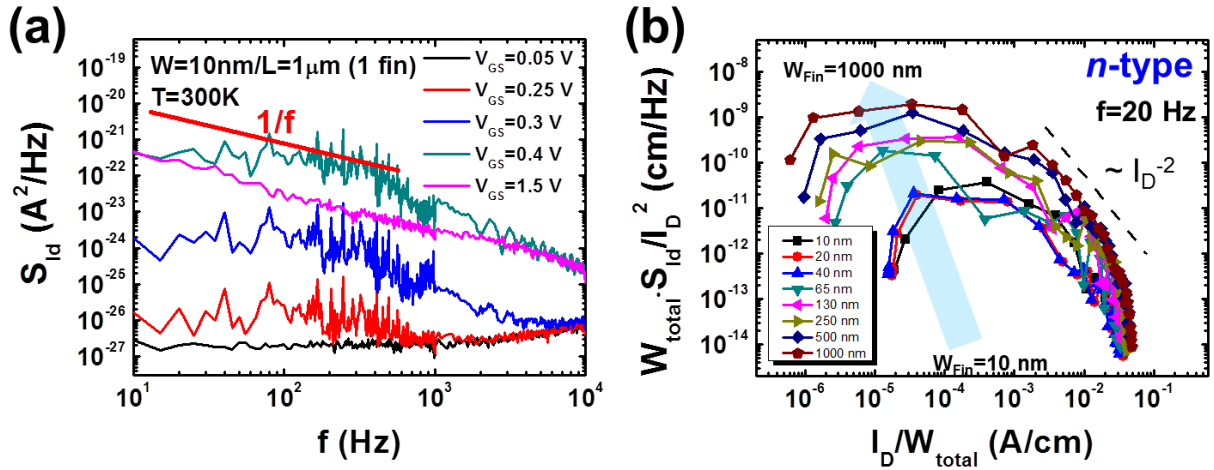 (a)
10^-19
10^-20
10^-21
10^-22
10^-23
10^-24
10^-25
10^-26
10^-27
S_Id (A^2/Hz)
W=10nm/L=1μm (1 fin)
T=300K
1/f
V_GS=0.05 V
V_GS=0.25 V
V_GS=0.3 V
V_GS=0.4 V
V_GS=1.5 V
10^1 10^2 10^3 10^4
f (Hz)
(b)
10^-8
10^-9
10^-10
10^-11
10^-12
10^-13
10^-14
W_total·S_Id/I_D^2 (cm/Hz)
W_Fin=1000 nm
n-type
f=20 Hz
~ I_D^-2
10 nm
20 nm
40 nm
65 nm
130 nm
250 nm
500 nm
1000 nm
W_Fin=10 nm
10^-6 10^-5 10^-4 10^-3 10^-2 10^-1
I_D/W_total (A/cm)